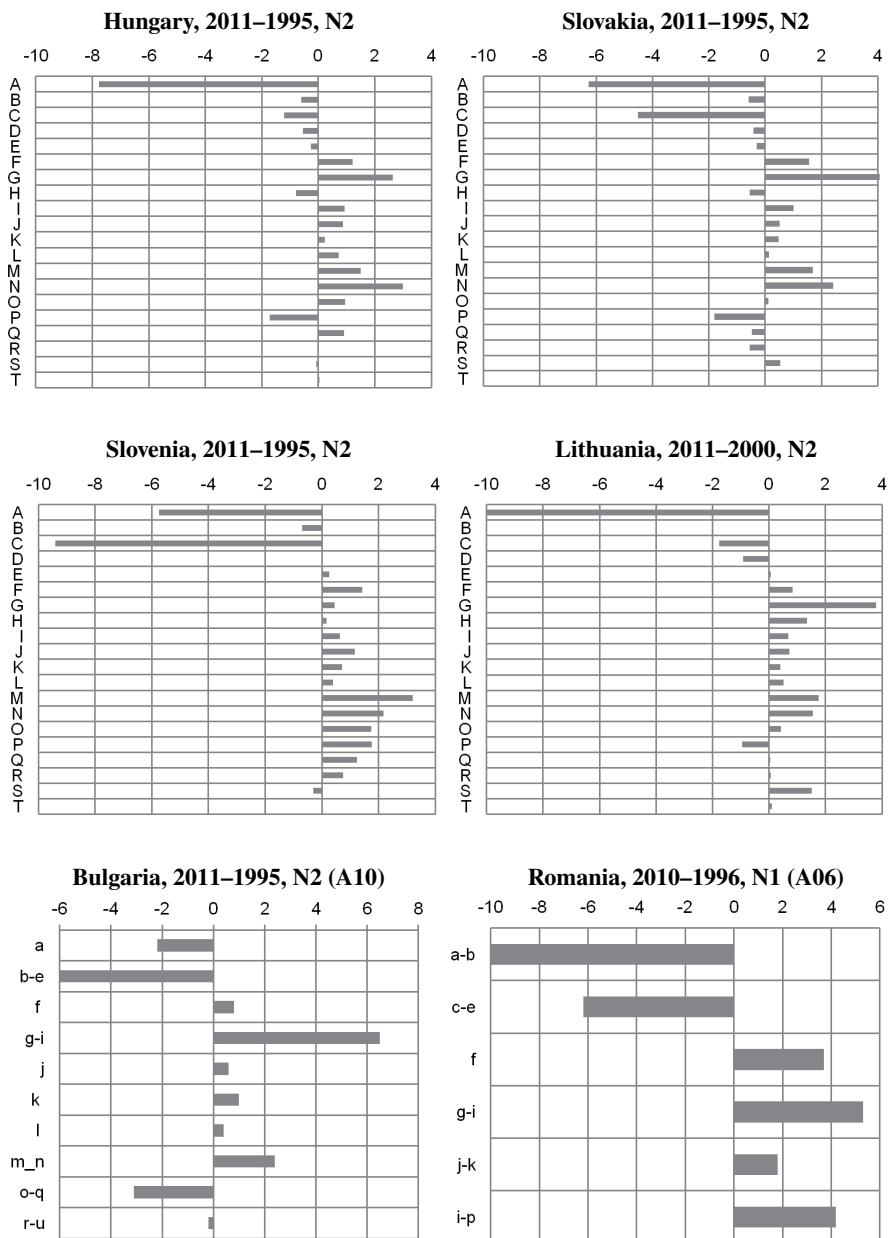 Hungary, 2011–1995, N2
-10 -8 -6 -4 -2 0 2 4
A
B
C
D
E
F
G
H
I
J
K
L
M
N
O
P
Q
R
S
T
Slovakia, 2011–1995, N2
-10 -8 -6 -4 -2 0 2 4
A
B
C
D
E
F
G
H
I
J
K
L
M
N
O
P
Q
R
S
T
Slovenia, 2011–1995, N2
-10 -8 -6 -4 -2 0 2 4
A
B
C
D
E
F
G
H
I
J
K
L
M
N
O
P
Q
R
S
T
Lithuania, 2011–2000, N2
-10 -8 -6 -4 -2 0 2 4
A
B
C
D
E
F
G
H
I
J
K
L
M
N
O
P
Q
R
S
T
Bulgaria, 2011–1995, N2 (A10)
-6 -4 -2 0 2 4 6 8
a
b-e
f
g-i
j
k
l
m_n
o-q
r-u
Romania, 2010–1996, N1 (A06)
-10 -8 -6 -4 -2 0 2 4 6
a-b
c-e
f
g-i
j-k
i-p